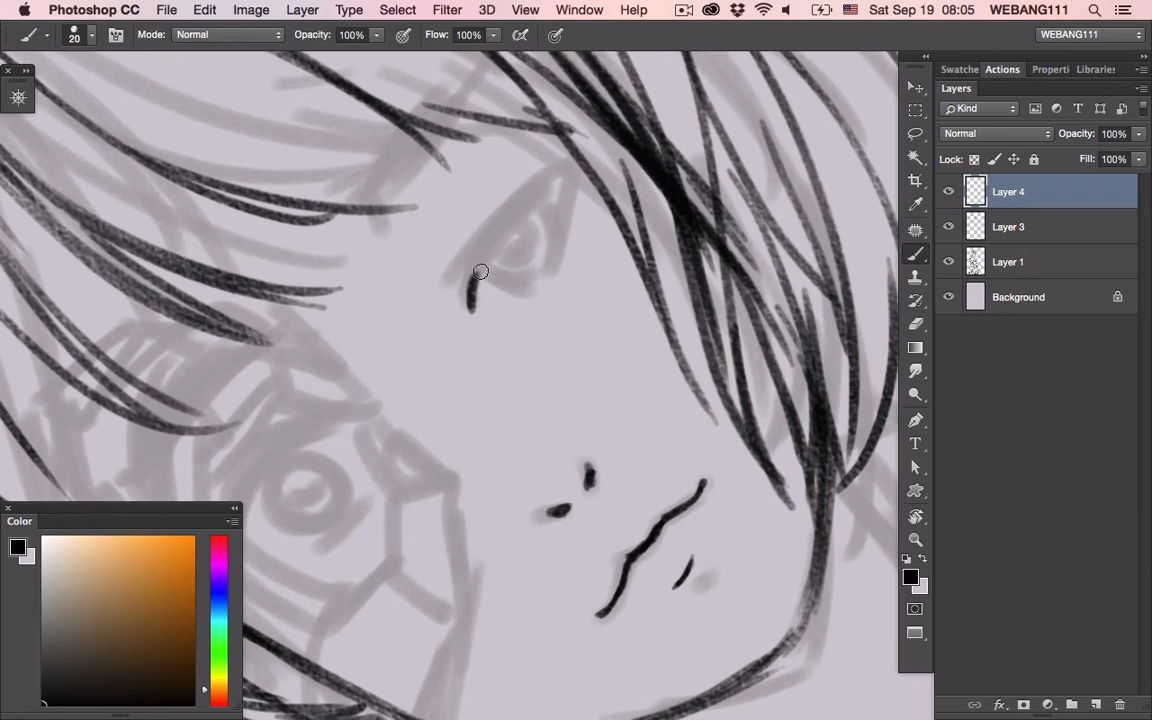 Photoshop CC File Edit Image Layer Type Select Filter 3D View Window Help Sat Sep 19 08:05 WEBANG111
20 Mode: Normal Opacity: 100% Flow: 100% WEBANG111
Swatche Actions Properti Libraries
Layers
Kind
Normal Opacity: 100%
Lock: Fill: 100%
Layer 4
Layer 3
Layer 1
Background
Color